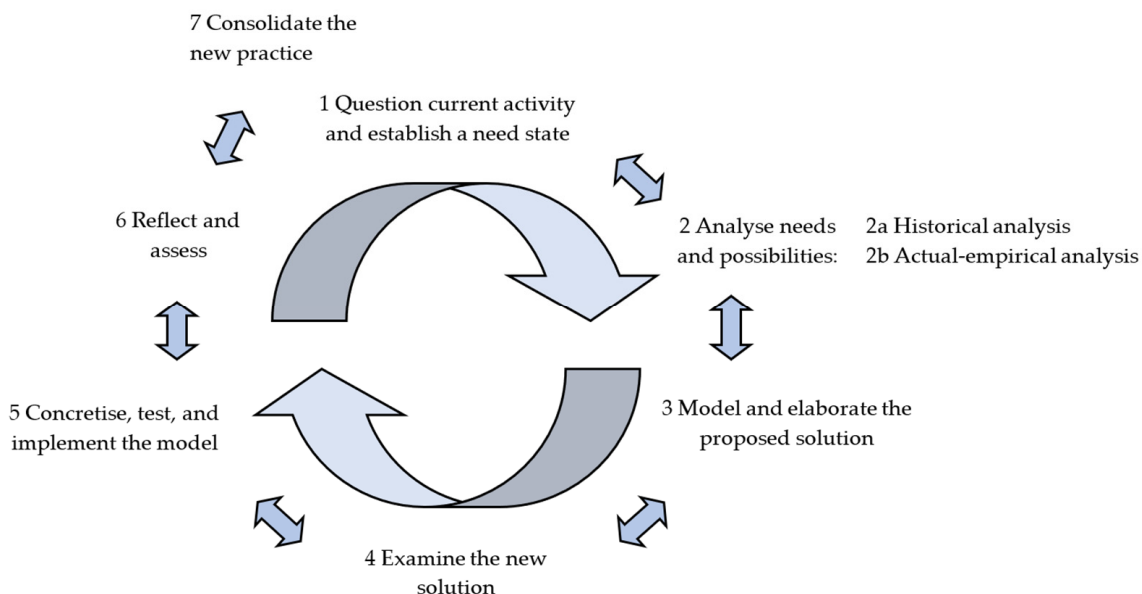 7 Consolidate the
new practice
1 Question current activity
and establish a need state
2 Analyse needs
and possibilities:
2a Historical analysis
2b Actual-empirical analysis
3 Model and elaborate the
proposed solution
4 Examine the new
solution
5 Concretise, test, and
implement the model
6 Reflect and
assess